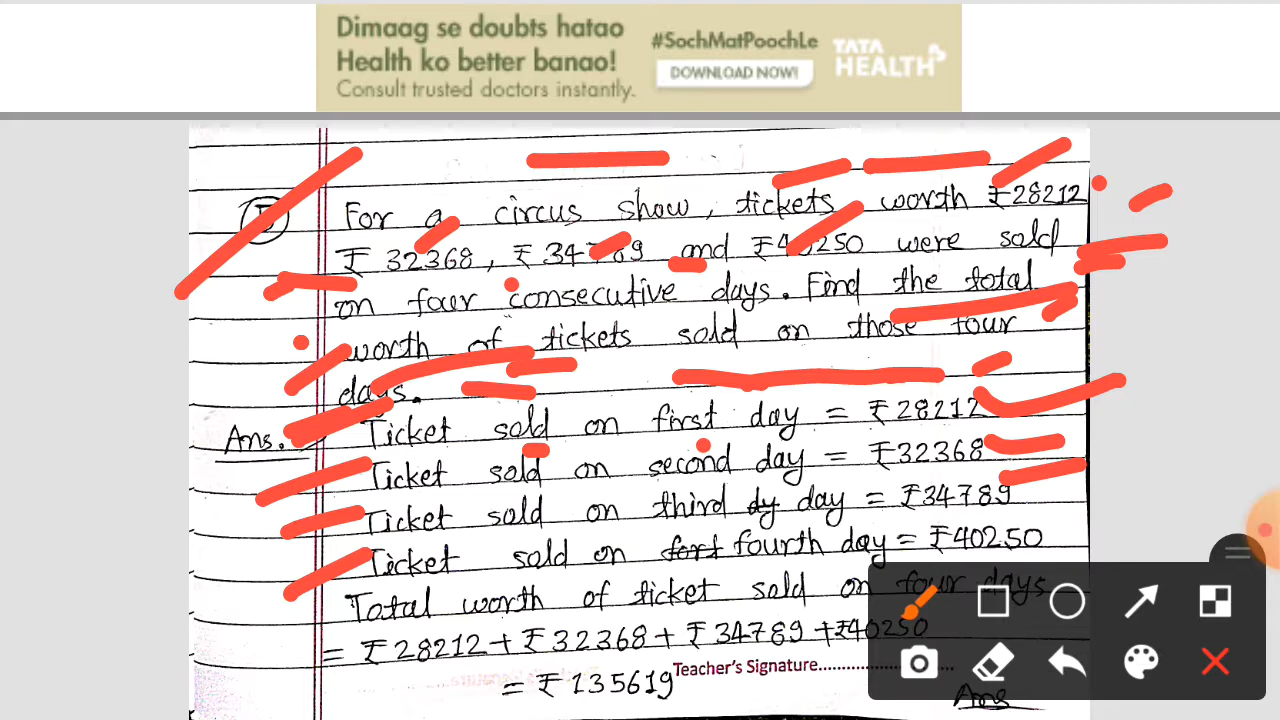 Dimaag se doubts hatao
Health ko better banao!
Consult trusted doctors instantly.
#SochMatPoochLe
DOWNLOAD NOW!
TATA
HEALTH
For a circus show, tickets worth ₹28212
₹ 32368, ₹ 34789 and ₹40250 were sold
on four consecutive days. Find the total
worth of tickets sold on those four
days.
Ans. Ticket sold on first day = ₹28212
Ticket sold on second day = ₹32368
Ticket sold on third dy day = ₹34789
Ticket sold on fort fourth day = ₹40250
Total worth of ticket sold on four days
= ₹28212 + ₹ 32368 + ₹ 34789 + ₹40250
Teacher's Signature
= ₹ 135619
Ans